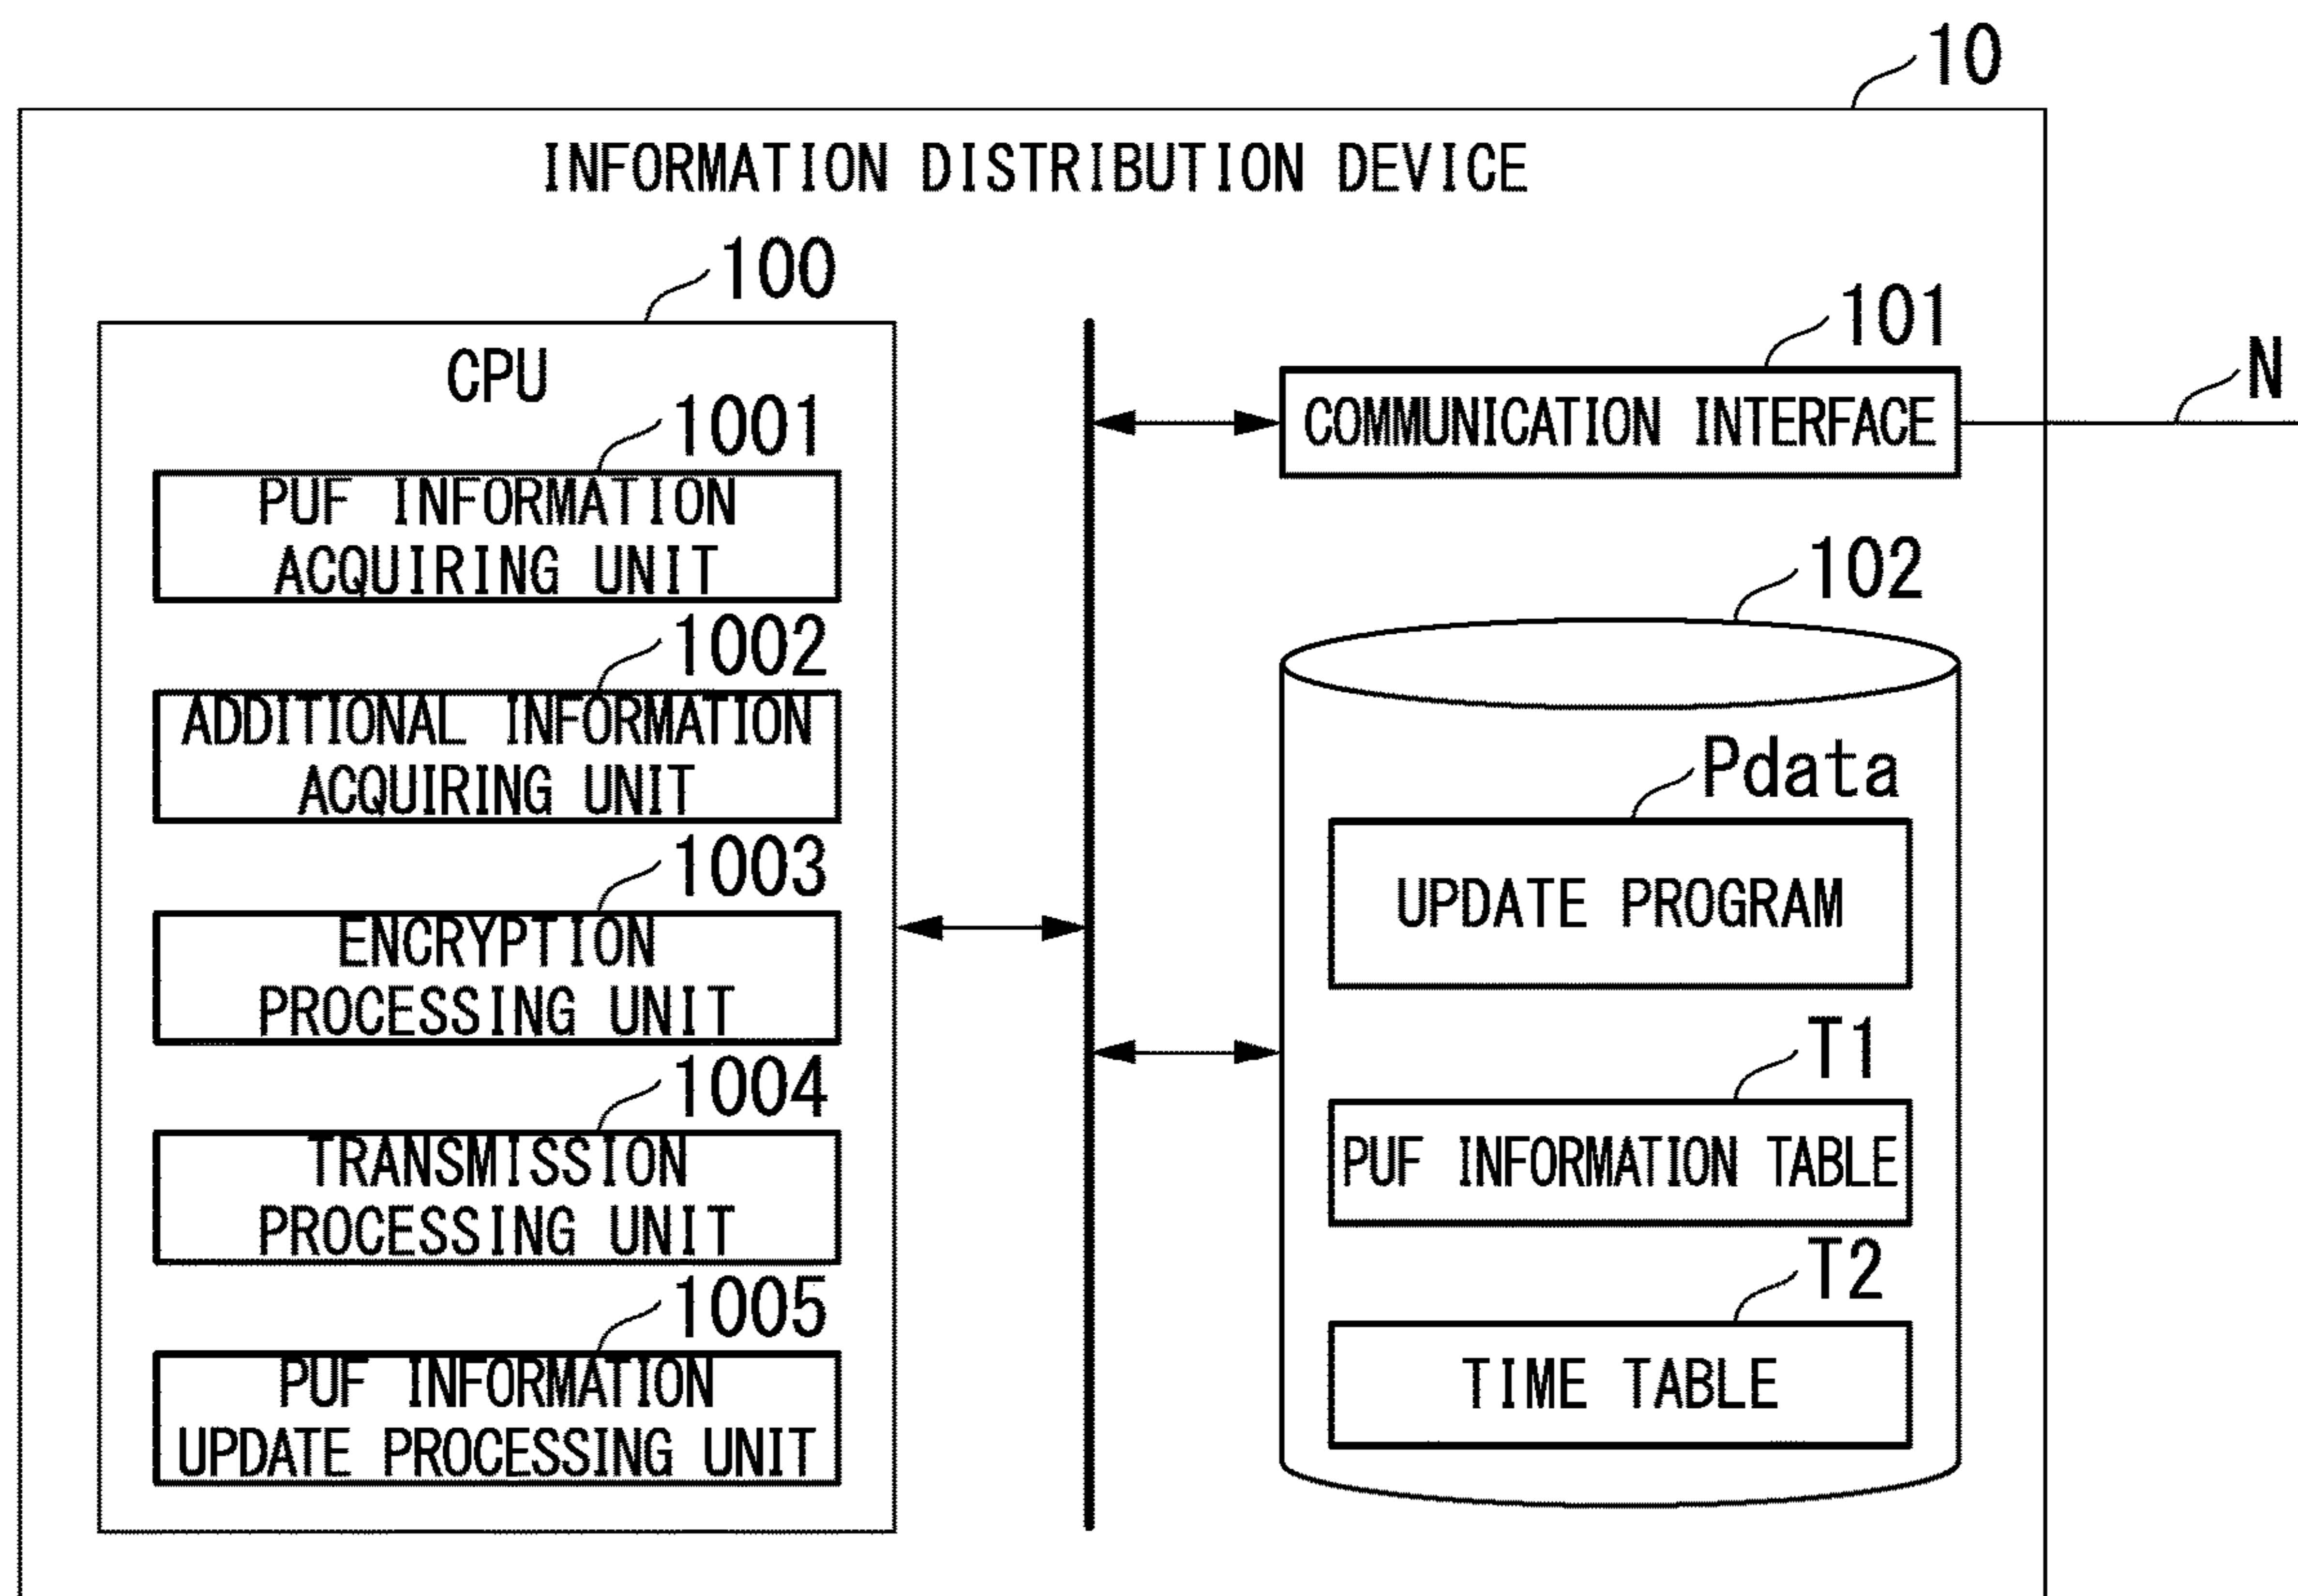 10
INFORMATION DISTRIBUTION DEVICE
100
CPU
1001
PUF INFORMATION
ACQUIRING UNIT
1002
ADDITIONAL INFORMATION
ACQUIRING UNIT
1003
ENCRYPTION
PROCESSING UNIT
1004
TRANSMISSION
PROCESSING UNIT
1005
PUF INFORMATION
UPDATE PROCESSING UNIT
101
COMMUNICATION INTERFACE
N
102
Pdata
UPDATE PROGRAM
T1
PUF INFORMATION TABLE
T2
TIME TABLE